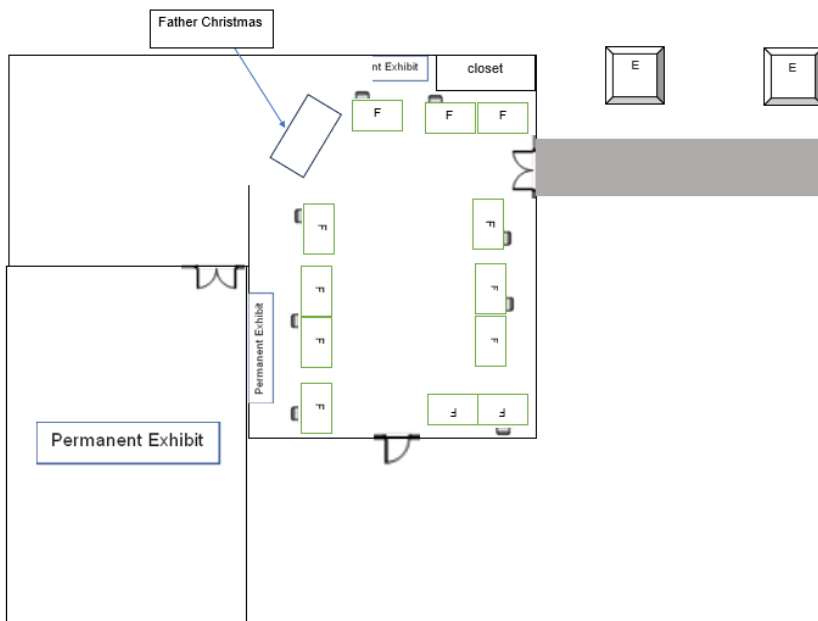 Father Christmas
nt Exhibit
closet
E
E
F
F
F
F
F
F
F
Permanent Exhibit
F
F
F
F
F
F
Permanent Exhibit